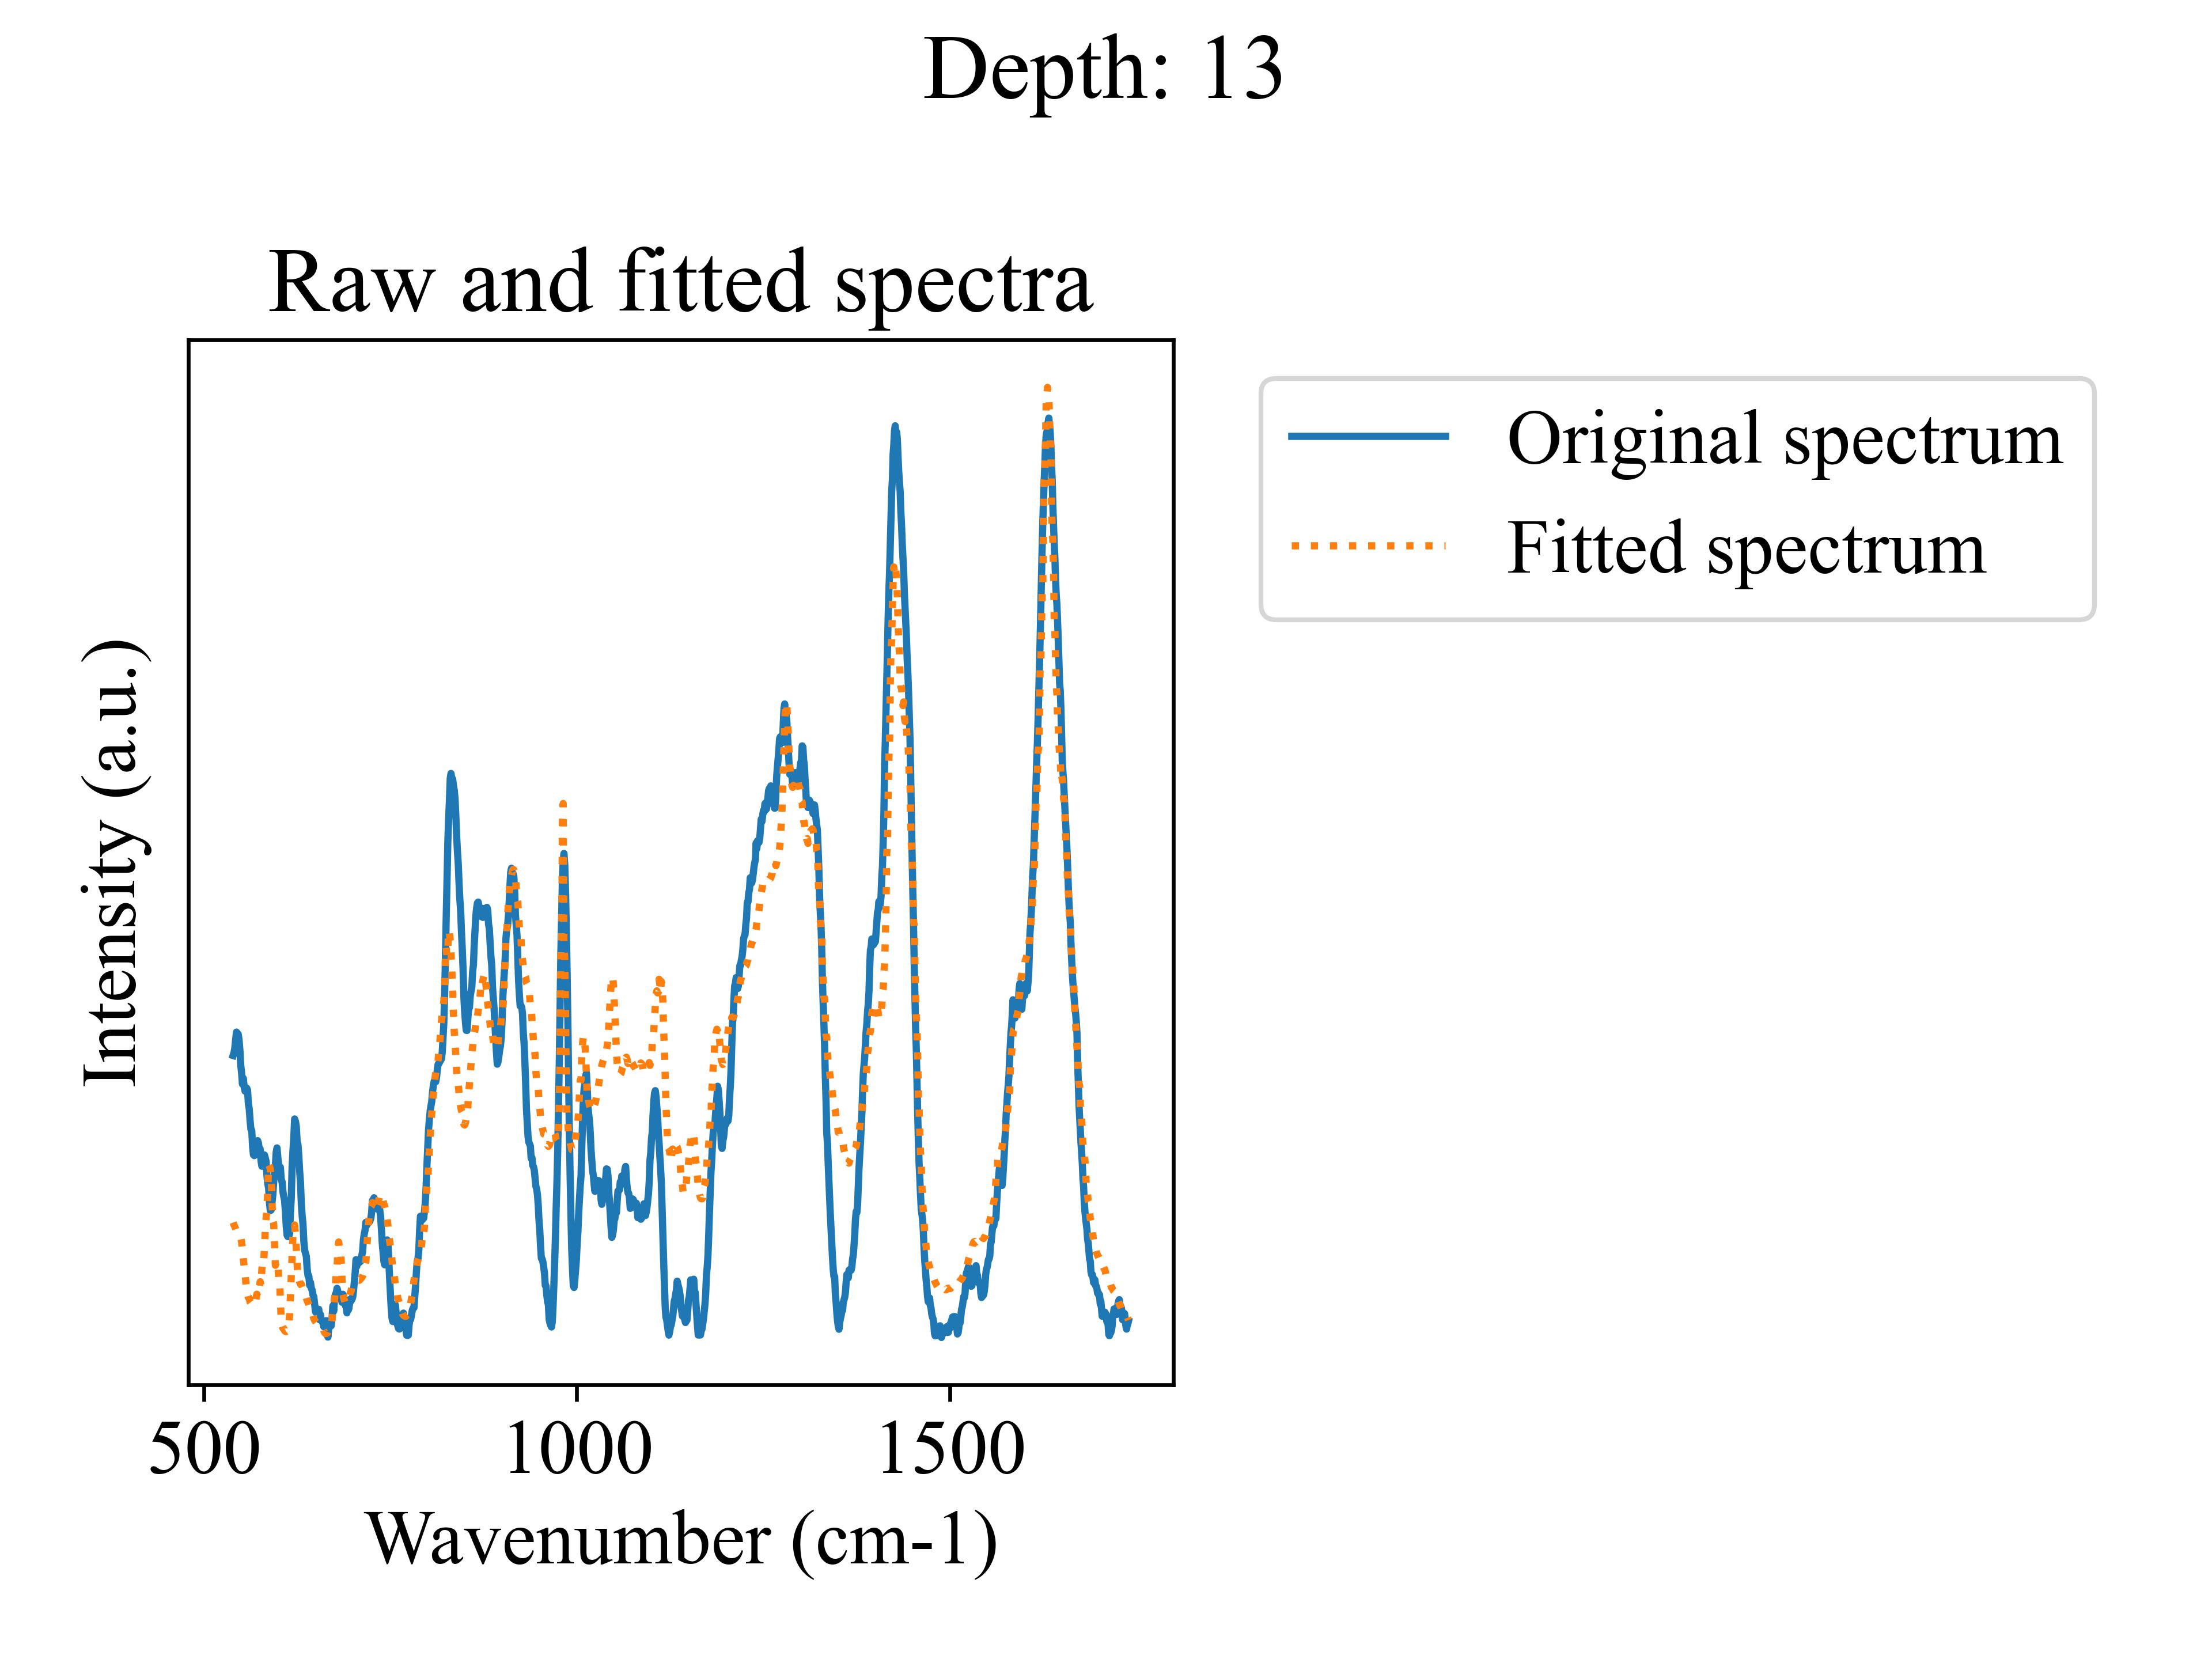 Depth: 13
Raw and fitted spectra
Original spectrum
Fitted spectrum
Intensity (a.u.)
500 1000 1500
Wavenumber (cm-1)